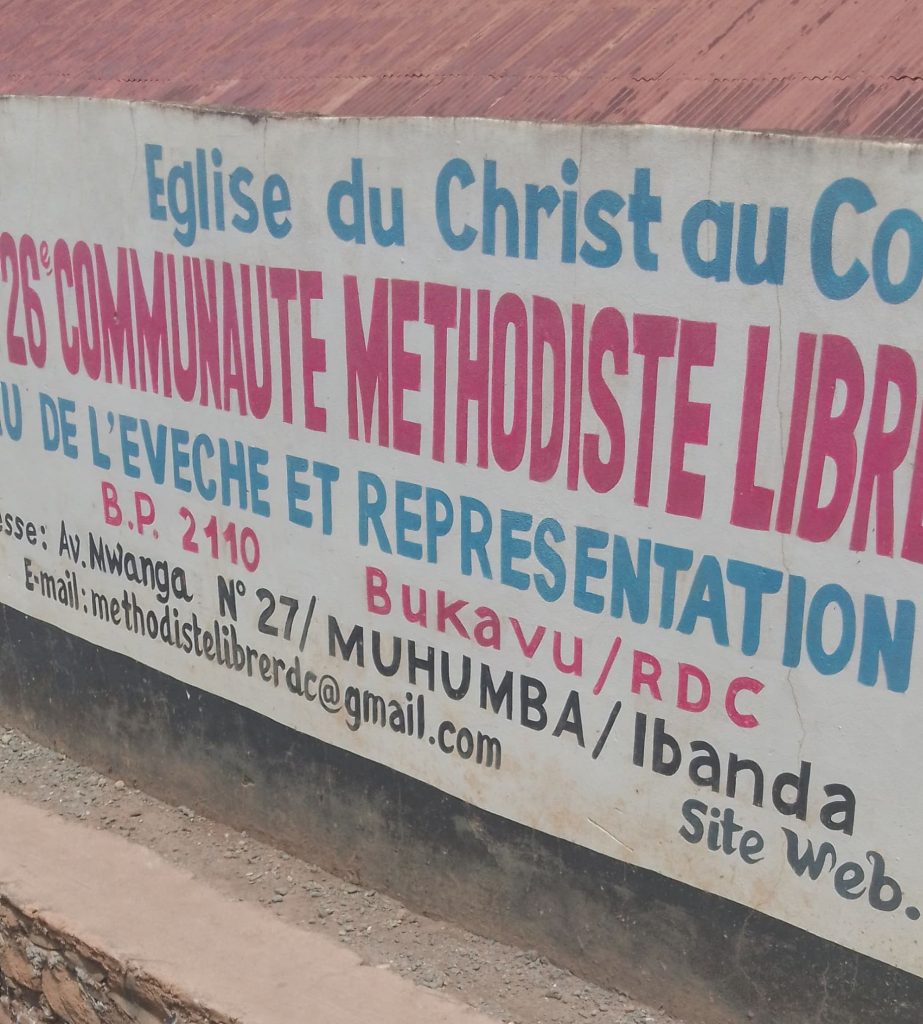 Eglise du Christ au Co
26e COMMUNAUTE METHODISTE LIBRE
U DE L'EVECHE ET REPRESENTATION
B.P. 2110 Bukavu/RDC
esse: Av. Nwanga N° 27/ MUHUMBA/Ibanda
E-mail: methodistelibrerdc@gmail.com
Site Web.